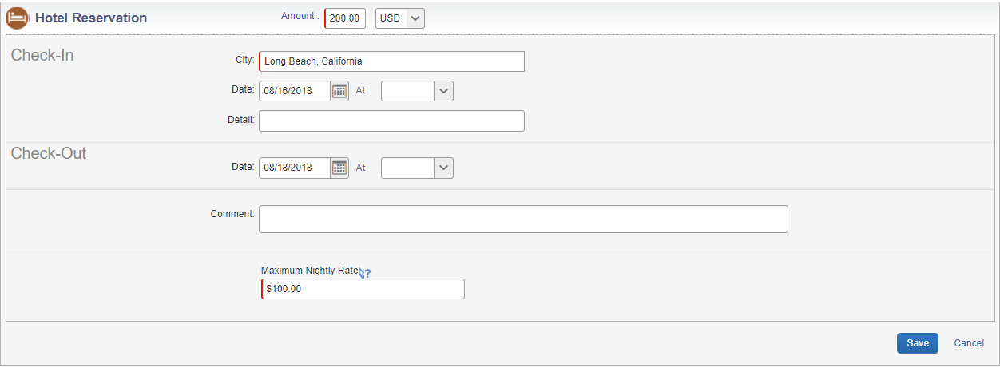 Hotel Reservation Amount : 200.00 USD
Check-In
City: Long Beach, California
Date: 08/16/2018 At
Detail:
Check-Out
Date: 08/18/2018 At
Comment:
Maximum Nightly Rate ?
$100.00
Save Cancel